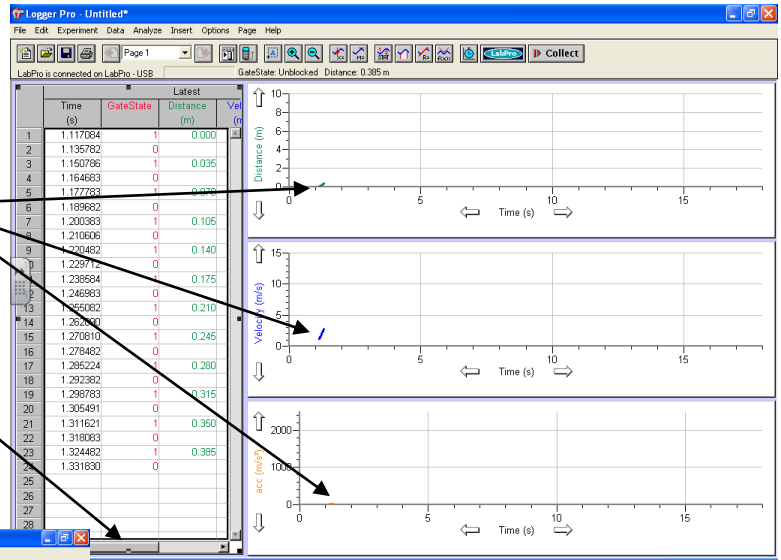 Logger Pro - Untitled*
File Edit Experiment Data Analyze Insert Options Page Help
Page 1
LabPro
Collect
LabPro is connected on LabPro - USB GateState: Unblocked Distance: 0.385 m
Latest
Time GateState Distance Vel
(s) (m) (m
1 1.117084 1 0.000
2 1.135782 0
3 1.150786 1 0.035
4 1.164683 0
5 1.177783 1 0.070
6 1.189682 0
7 1.200383 1 0.105
8 1.210606 0
9 1.220482 1 0.140
1.229712 0
1.238584 1 0.175
1.246983 0
13 1.255082 1 0.210
14 0
15 1.270810 1 0.245
16 1.278482 0
17 1.285224 1 0.280
18 1.292382 0
19 1.298783 1 0.315
20 1.305491 0
21 1.311621 1 0.350
22 1.318083 0
23 1.324482 1 0.385
24 1.331830 0
25
26
27
28
Distance (m)
10
8
6
4
2
0
0 5 10 15
Time (s)
Velocity (m/s)
15
10
5
0
0 5 10 15
Time (s)
acc (m/s²)
2000
1000
0
0 5 10 15
Time (s)